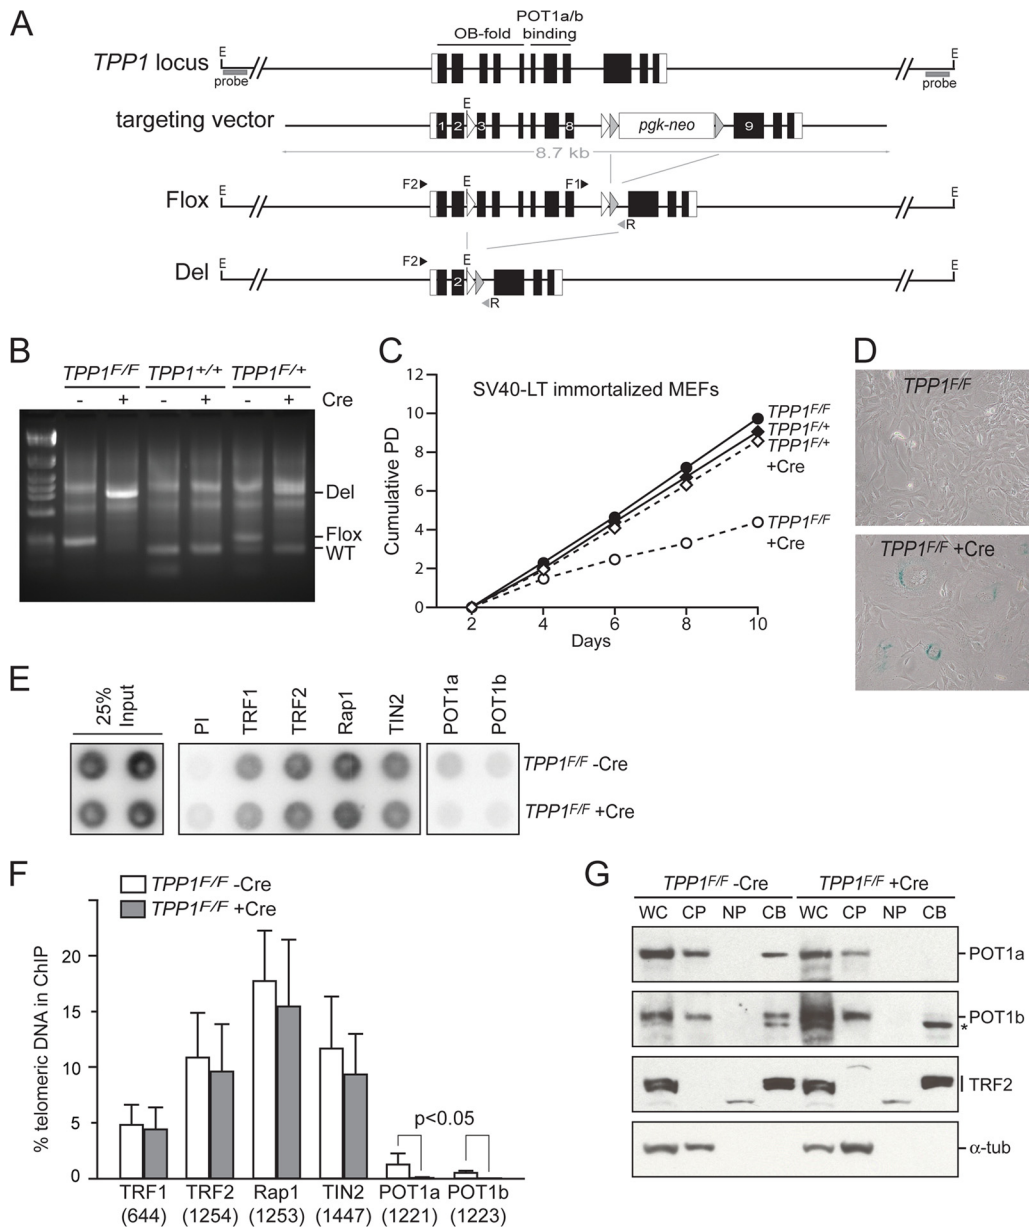 A
POT1a/b
OB-fold binding
TPP1 locus E E
probe probe
E
targeting vector 1 2 3 8 pgk-neo 9
8.7 kb
E F2 E F1 E
Flox
R
E F2 E E
Del 2
R
B
TPP1F/F TPP1+/+ TPP1F/+
- + - + - + Cre
Del
Flox
WT
C
SV40-LT immortalized MEFs
Cumulative PD
12
10
8
6
4
2
0
2 4 6 8 10
Days
TPP1F/F
TPP1F/+
TPP1F/+
+Cre
TPP1F/F
+Cre
D
TPP1F/F
TPP1F/F +Cre
E
25%
Input
PI
TRF1
TRF2
Rap1
TIN2
POT1a
POT1b
TPP1F/F -Cre
TPP1F/F +Cre
F
TPP1F/F -Cre
TPP1F/F +Cre
% telomeric DNA in ChIP
20
15
10
5
0
p<0.05
TRF1 TRF2 Rap1 TIN2 POT1a POT1b
(644) (1254) (1253) (1447) (1221) (1223)
G
TPP1F/F -Cre TPP1F/F +Cre
WC CP NP CB WC CP NP CB
POT1a
POT1b
*
TRF2
α-tub